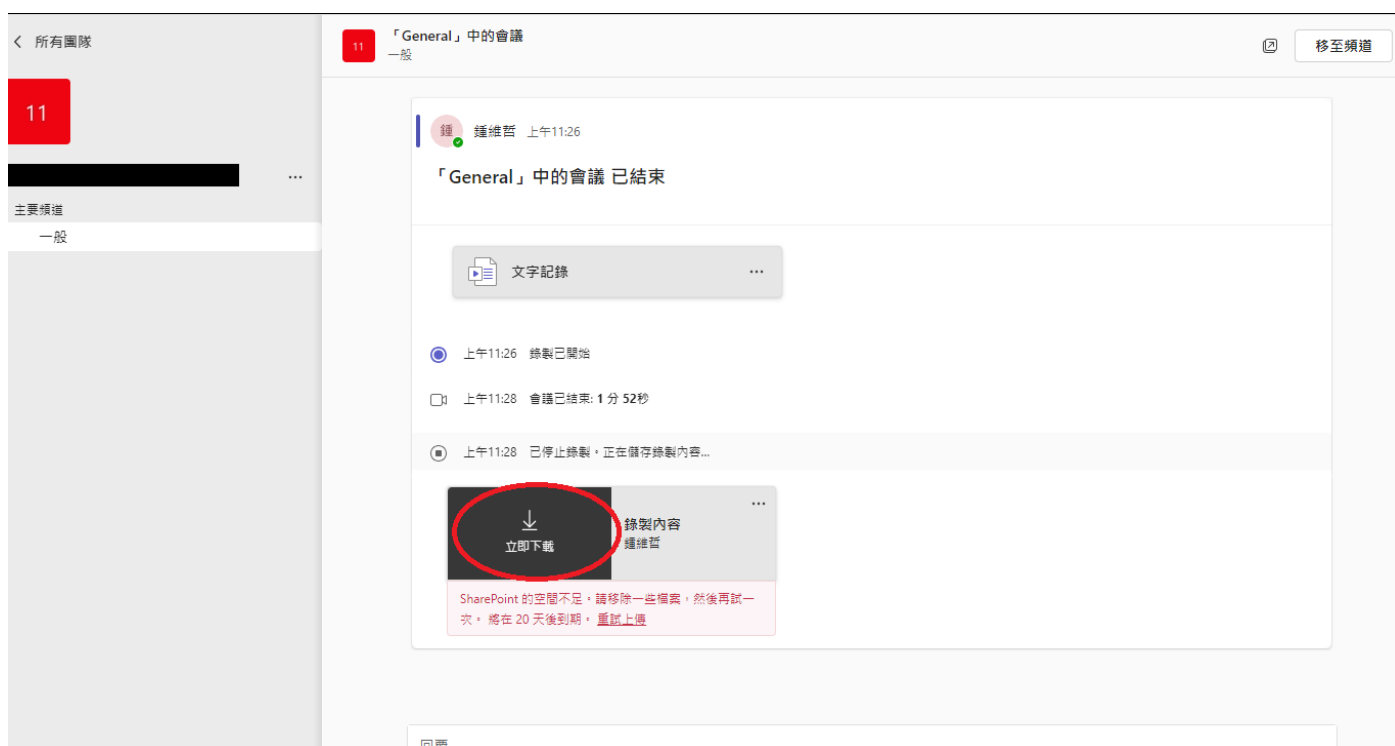 所有團隊
11
主要頻道
一般
11
「General」中的會議
一般
移至頻道
鍾
鍾維哲 上午11:26
「General」中的會議 已結束
文字記錄
上午11:26 錄製已開始
上午11:28 會議已結束: 1 分 52秒
上午11:28 已停止錄製。正在儲存錄製內容...
立即下載
錄製內容
鍾維哲
SharePoint 的空間不足。請移除一些檔案，然後再試一
次。 將在 20 天後到期。 重試上傳